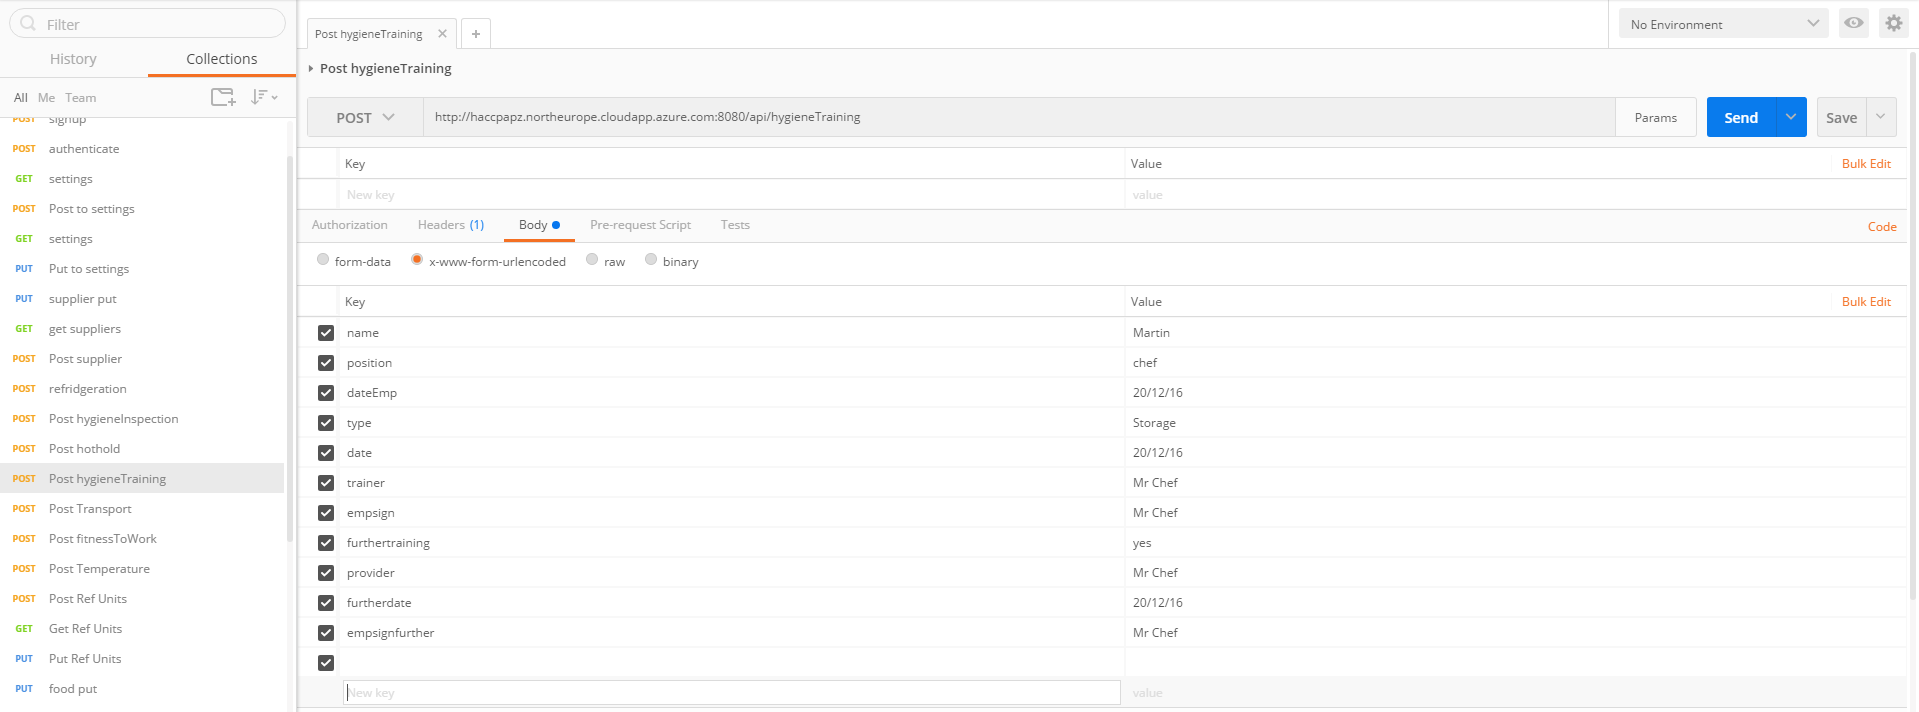 Filter
History Collections
All Me Team
POST signup
POST authenticate
GET settings
POST Post to settings
GET settings
PUT Put to settings
PUT supplier put
GET get suppliers
POST Post supplier
POST refridgeration
POST Post hygieneInspection
POST Post hothold
POST Post hygieneTraining
POST Post Transport
POST Post fitnessToWork
POST Post Temperature
POST Post Ref Units
GET Get Ref Units
PUT Put Ref Units
PUT food put
Post hygieneTraining
No Environment
Post hygieneTraining
POST http://haccpapz.northeurope.cloudapp.azure.com:8080/api/hygieneTraining Params Send Save
Key Value Bulk Edit
New key value
Authorization Headers (1) Body Pre-request Script Tests Code
form-data x-www-form-urlencoded raw binary
Key Value Bulk Edit
name Martin
position chef
dateEmp 20/12/16
type Storage
date 20/12/16
trainer Mr Chef
empsign Mr Chef
furthertraining yes
provider Mr Chef
furtherdate 20/12/16
empsignfurther Mr Chef
New key value